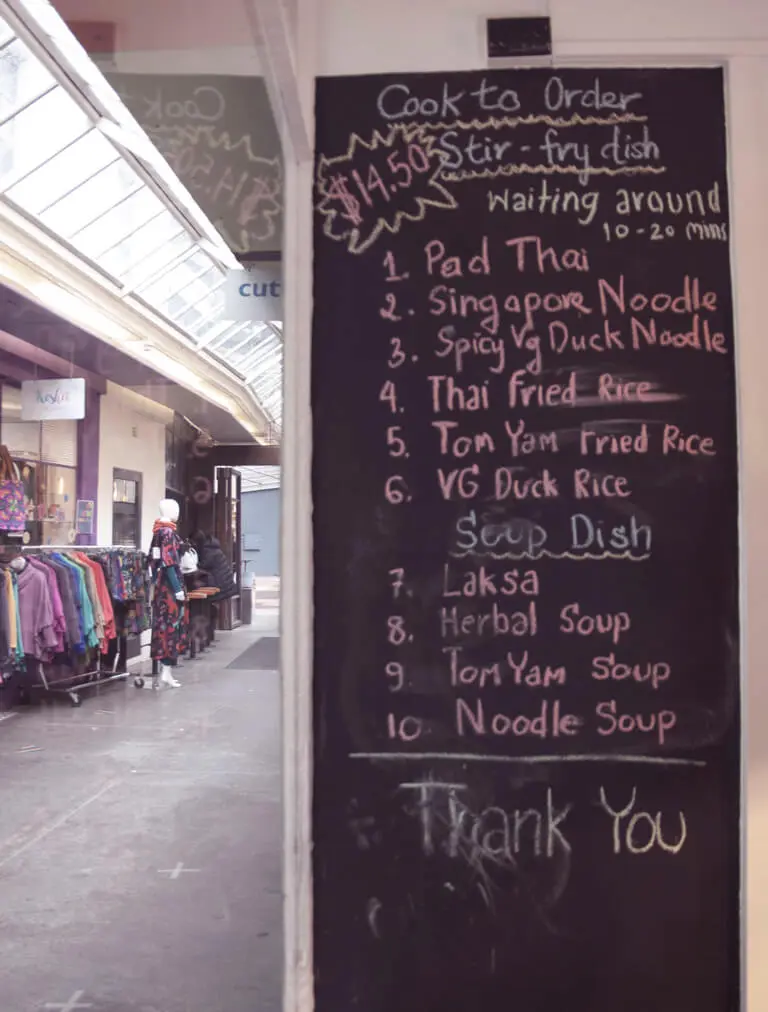 Cook to Order
$14.50
Stir-fry dish
Waiting around
10-20 mins
1. Pad Thai
2. Singapore Noodle
3. Spicy Vg Duck Noodle
4. Thai Fried Rice
5. Tom Yam Fried Rice
6. VG Duck Rice
Soup Dish
7. Laksa
8. Herbal Soup
9. Tom Yam Soup
10 Noodle Soup
Thank You
cut